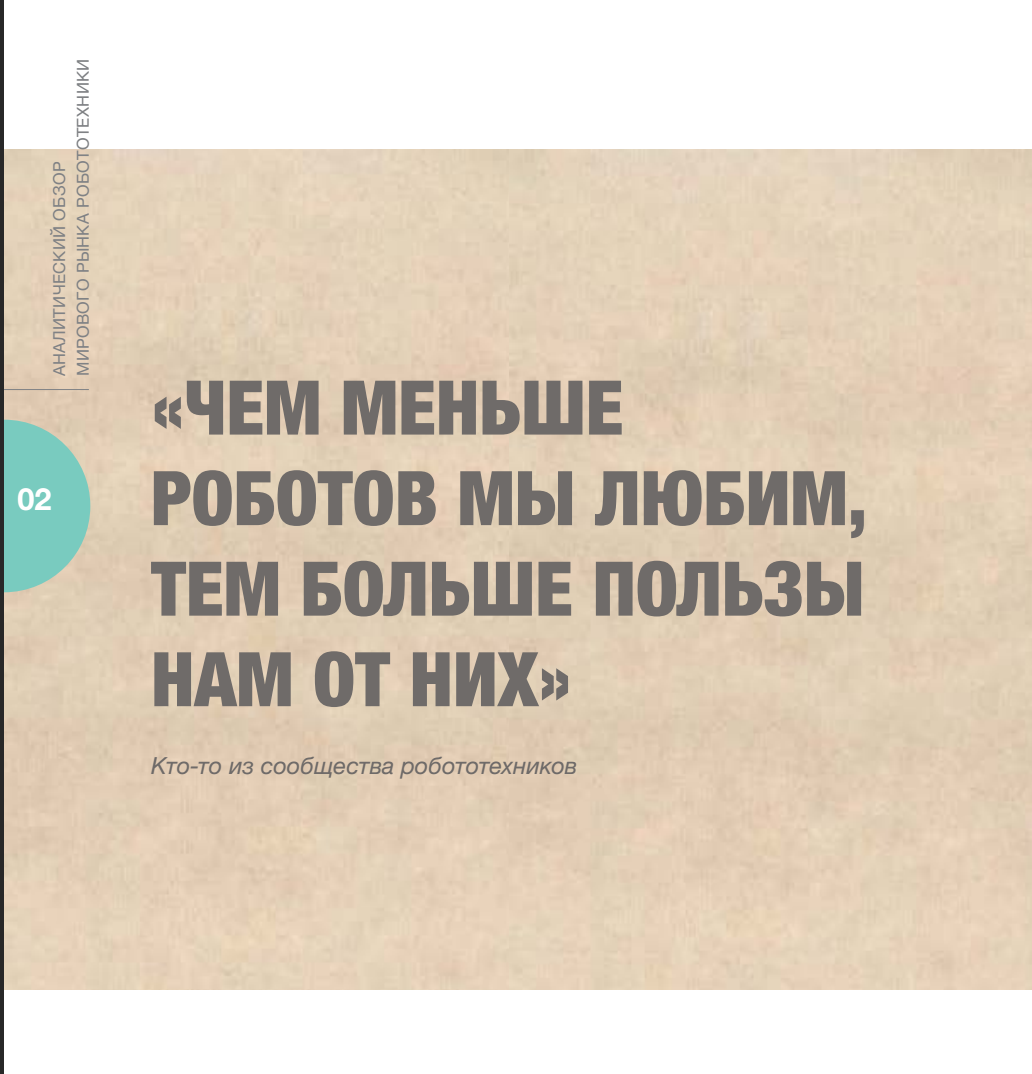 АНАЛИТИЧЕСКИЙ ОБЗОР
МИРОВОГО РЫНКА РОБОТОТЕХНИКИ
02
«ЧЕМ МЕНЬШЕ
РОБОТОВ МЫ ЛЮБИМ,
ТЕМ БОЛЬШЕ ПОЛЬЗЫ
НАМ ОТ НИХ»
Кто-то из сообщества робототехников